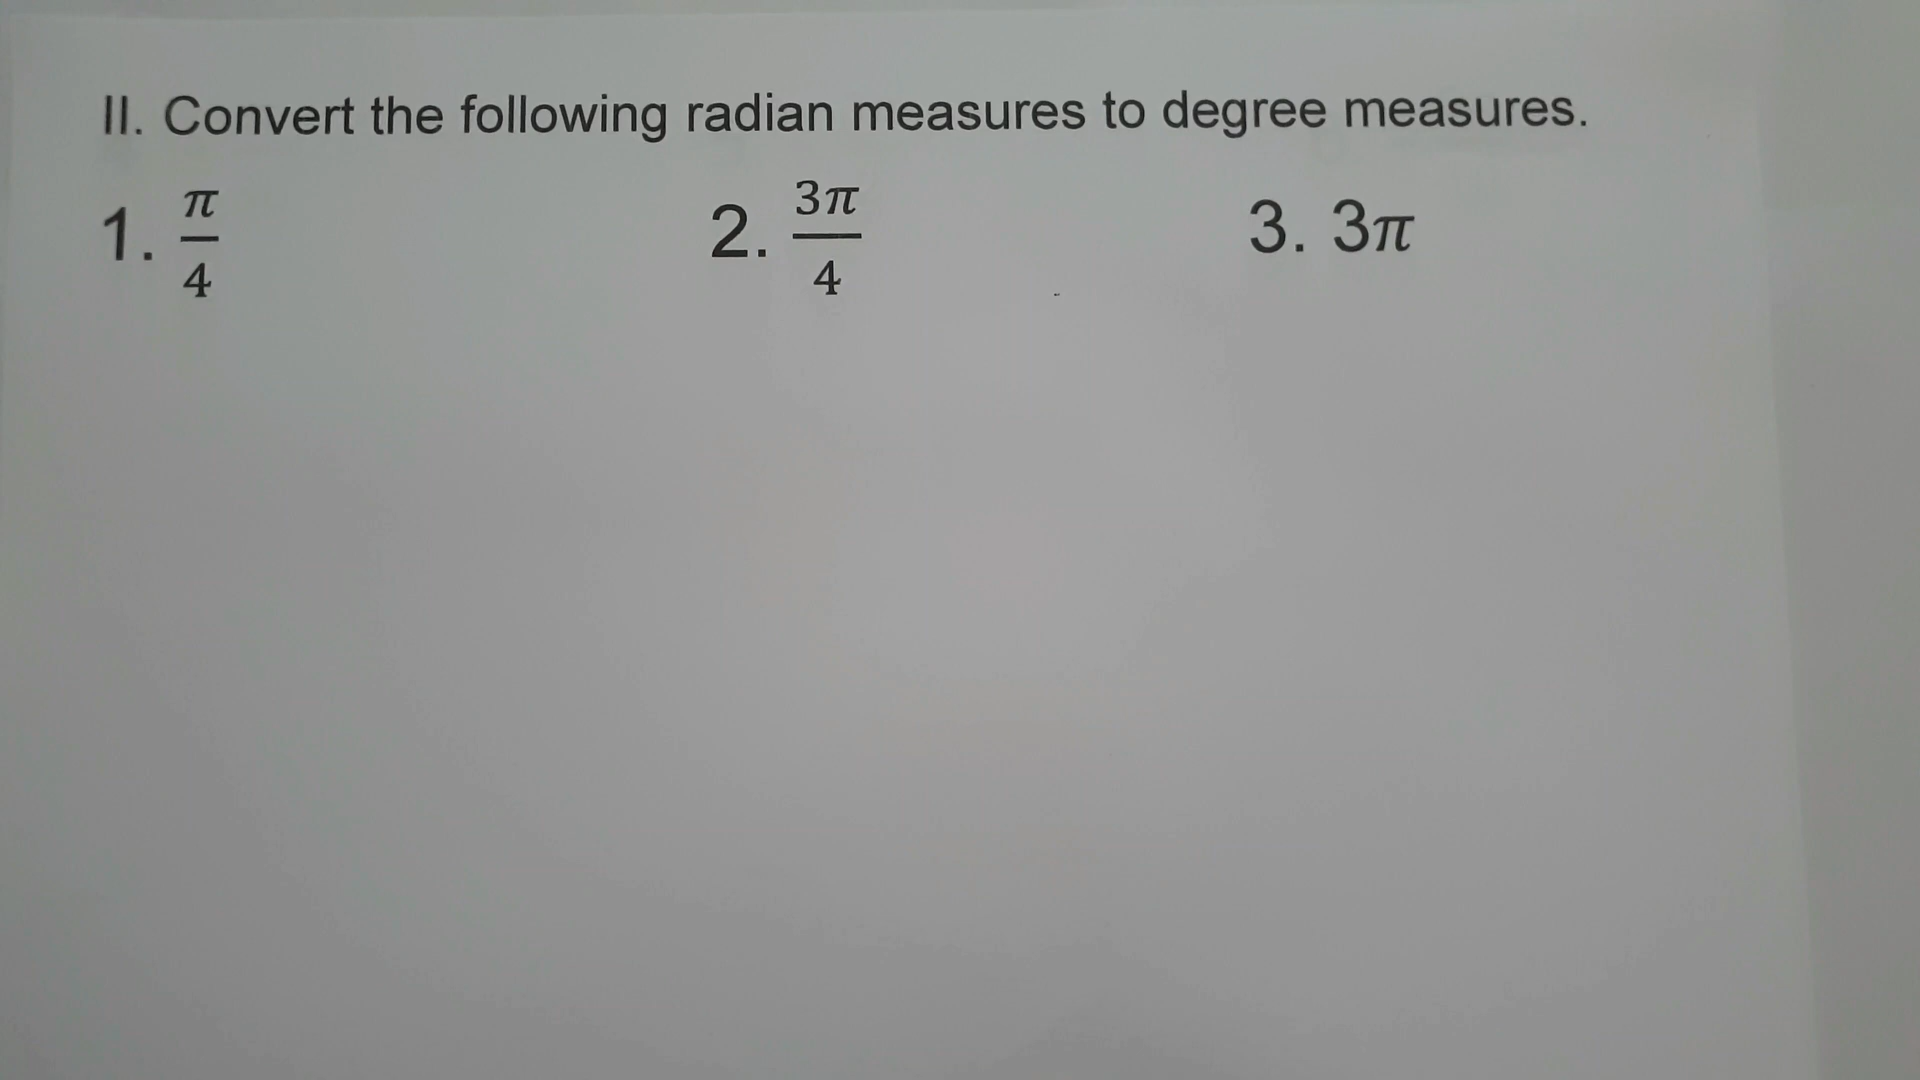 II. Convert the following radian measures to degree measures.
1. π/4 2. 3π/4 3. 3π